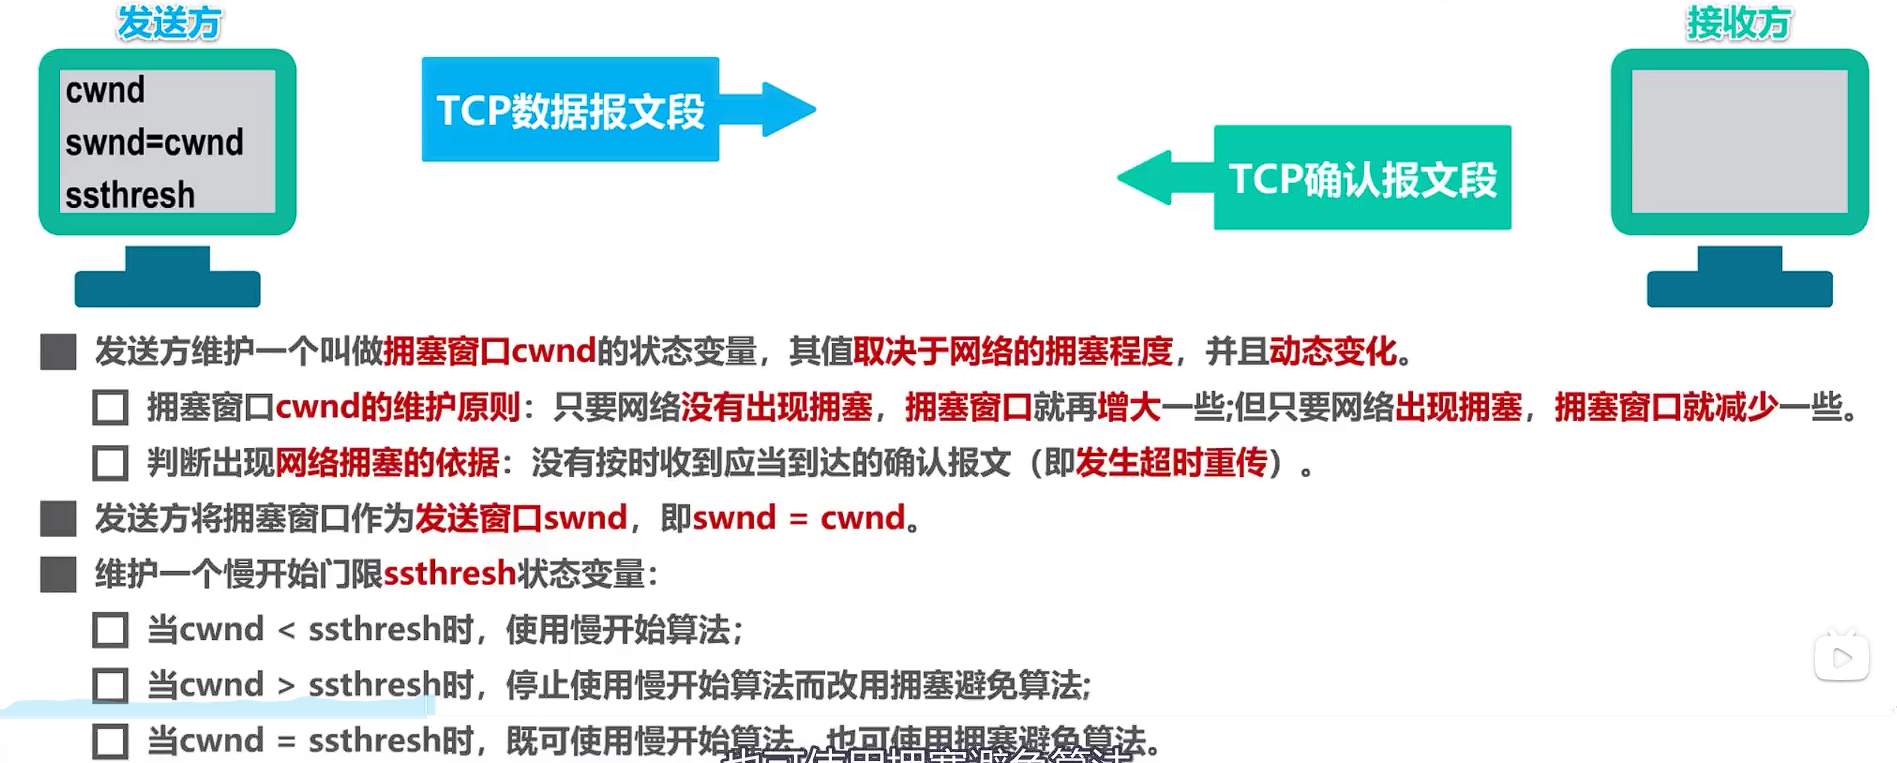 发送方
接收方
cwnd
swnd=cwnd
ssthresh
TCP数据报文段
TCP确认报文段
发送方维护一个叫做拥塞窗口cwnd的状态变量，其值取决于网络的拥塞程度，并且动态变化。
拥塞窗口cwnd的维护原则：只要网络没有出现拥塞，拥塞窗口就再增大一些;但只要网络出现拥塞，拥塞窗口就减少一些。
判断出现网络拥塞的依据：没有按时收到应当到达的确认报文（即发生超时重传）。
发送方将拥塞窗口作为发送窗口swnd，即swnd = cwnd。
维护一个慢开始门限ssthresh状态变量：
当cwnd < ssthresh时，使用慢开始算法；
当cwnd > ssthresh时，停止使用慢开始算法而改用拥塞避免算法;
当cwnd = ssthresh时，既可使用慢开始算法，也可使用拥塞避免算法。
也可使用拥塞避免算法